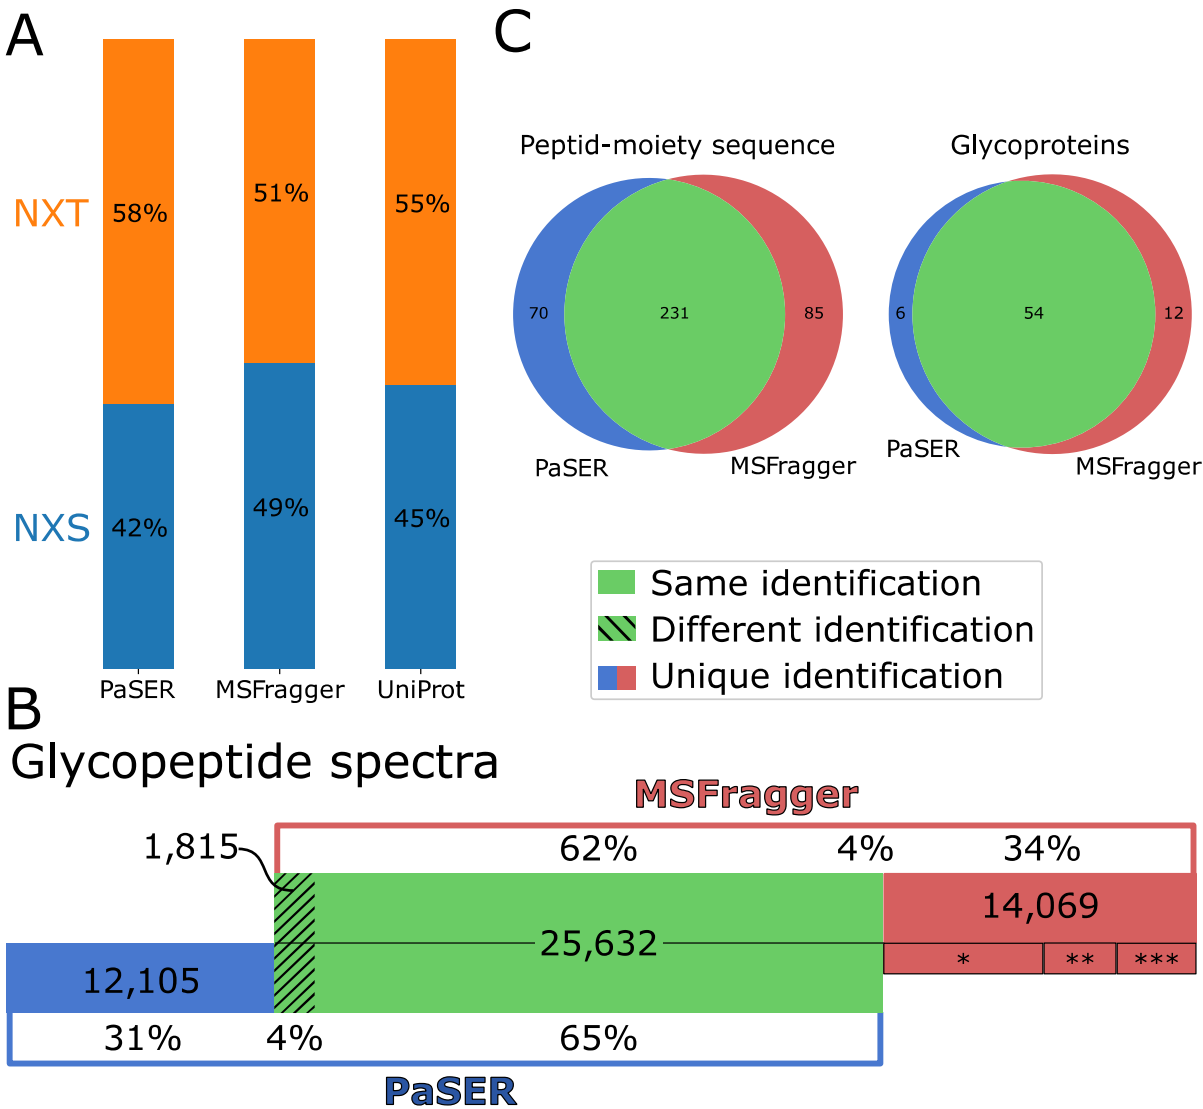 A
58%
51%
55%
NXT
NXS
42%
49%
45%
PaSER
MSFragger
UniProt
C
Peptid-moiety sequence
Glycoproteins
70
231
85
6
54
12
PaSER
MSFragger
PaSER
MSFragger
Same identification
Different identification
Unique identification
B
Glycopeptide spectra
MSFragger
1,815
62%
4%
34%
14,069
25,632
12,105
*
**
***
31%
4%
65%
PaSER